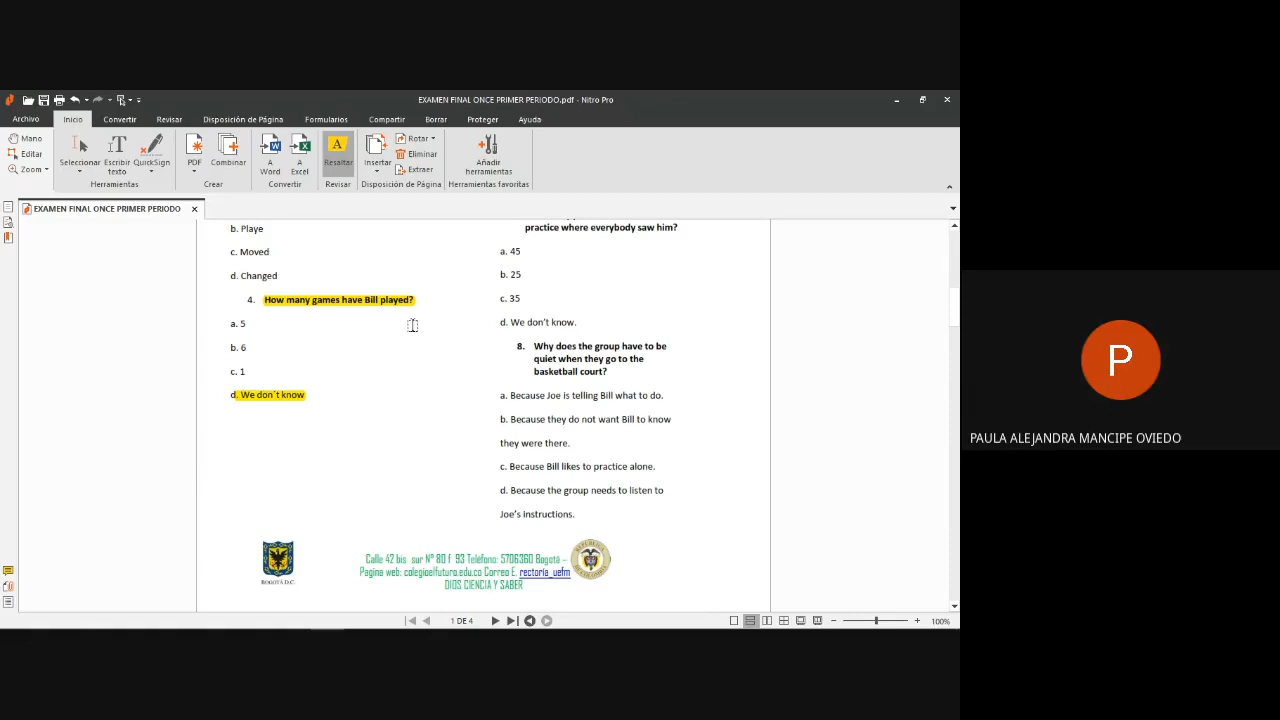 EXAMEN FINAL ONCE PRIMER PERIODO.pdf - Nitro Pro
Archivo Inicio Convertir Revisar Disposición de Página Formularios Compartir Borrar Proteger Ayuda
Mano
Editar
Zoom
Seleccionar
Escribir texto
QuickSign
Herramientas
PDF
Combinar
Crear
A Word
A Excel
Convertir
Resaltar
Revisar
Insertar
Rotar
Eliminar
Extraer
Disposición de Página
Añadir herramientas
Herramientas favoritas
EXAMEN FINAL ONCE PRIMER PERIODO
b. Playe
c. Moved
d. Changed
4. How many games have Bill played?
a. 5
b. 6
c. 1
d. We don´t know
practice where everybody saw him?
a. 45
b. 25
c. 35
d. We don't know.
8. Why does the group have to be
quiet when they go to the
basketball court?
a. Because Joe is telling Bill what to do.
b. Because they do not want Bill to know
they were there.
c. Because Bill likes to practice alone.
d. Because the group needs to listen to
Joe's instructions.
BOGOTÁ D.C.
Calle 42 bis sur N° 80 f 93 Teléfono: 5706360 Bogotá –
Pagina web: colegioelfuturo.edu.co Correo E. rectoria_uefm
DIOS CIENCIA Y SABER
1 DE 4
100%
P
PAULA ALEJANDRA MANCIPE OVIEDO